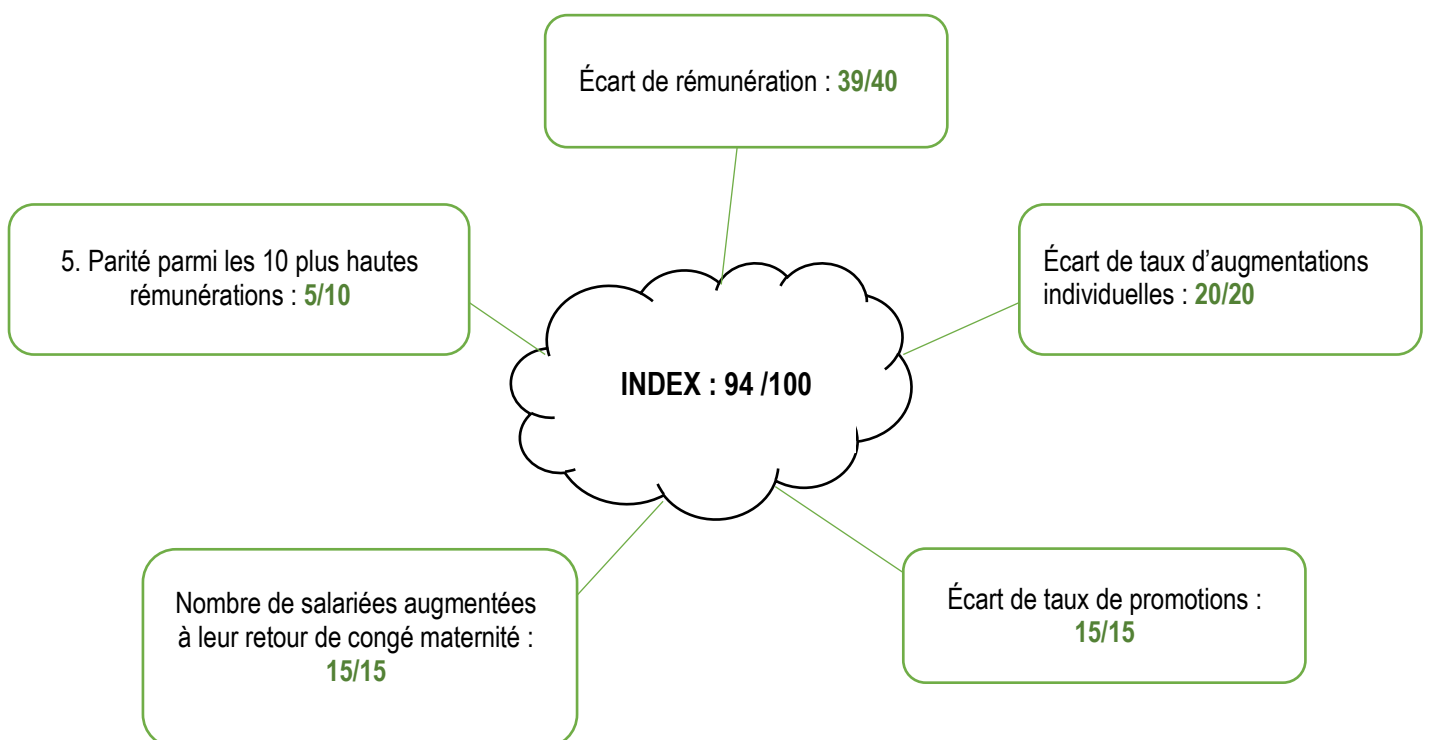 Écart de rémunération : 39/40
5. Parité parmi les 10 plus hautes
rémunérations : 5/10
Écart de taux d’augmentations
individuelles : 20/20
INDEX : 94 /100
Nombre de salariées augmentées
à leur retour de congé maternité :
15/15
Écart de taux de promotions :
15/15